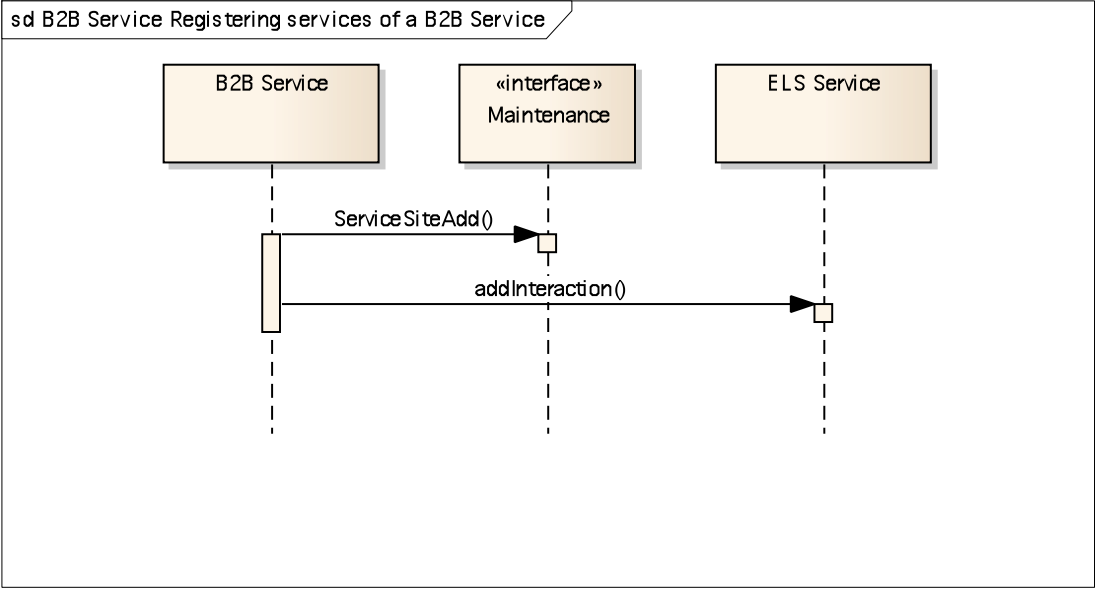 sd B2B Service Registering services of a B2B Service
B2B Service
«interface»
Maintenance
ELS Service
ServiceSiteAdd()
addInteraction()